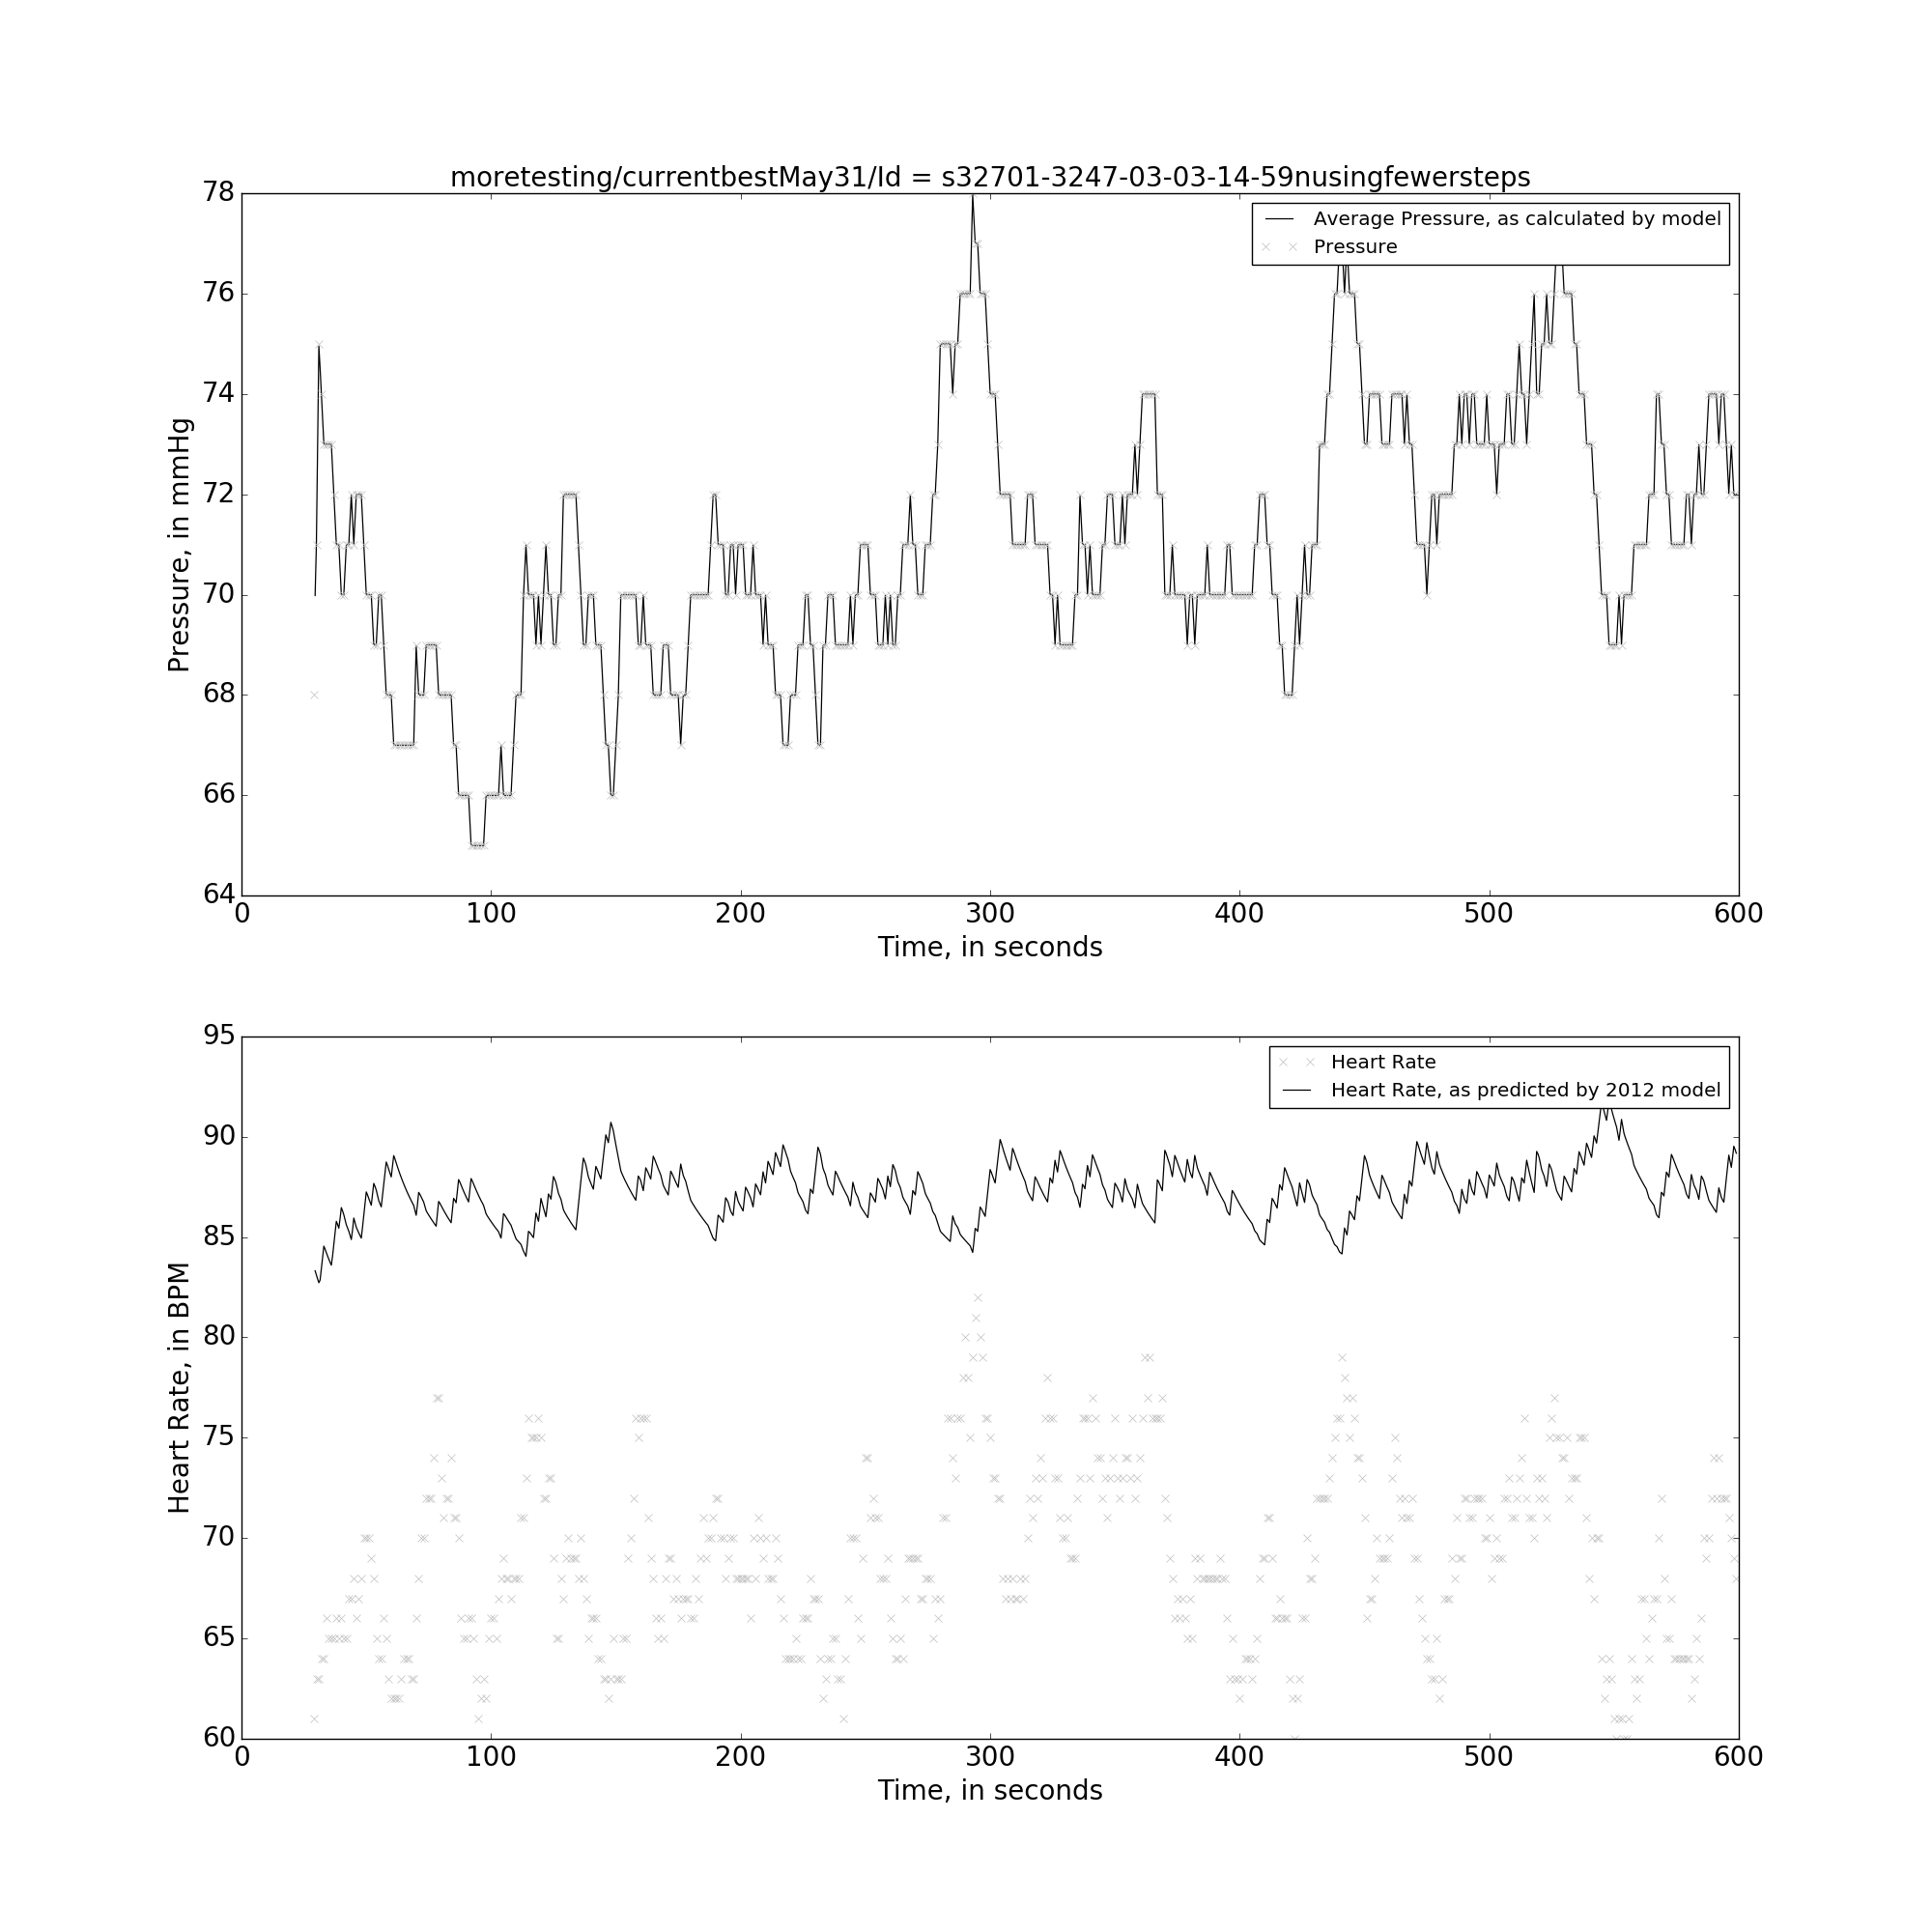 moretesting/currentbestMay31/Id = s32701-3247-03-03-14-59nusingfewersteps
Average Pressure, as calculated by model
Pressure
78
76
74
72
70
68
66
64
Pressure, in mmHg
0 100 200 300 400 500 600
Time, in seconds
Heart Rate
Heart Rate, as predicted by 2012 model
95
90
85
80
75
70
65
60
Heart Rate, in BPM
0 100 200 300 400 500 600
Time, in seconds